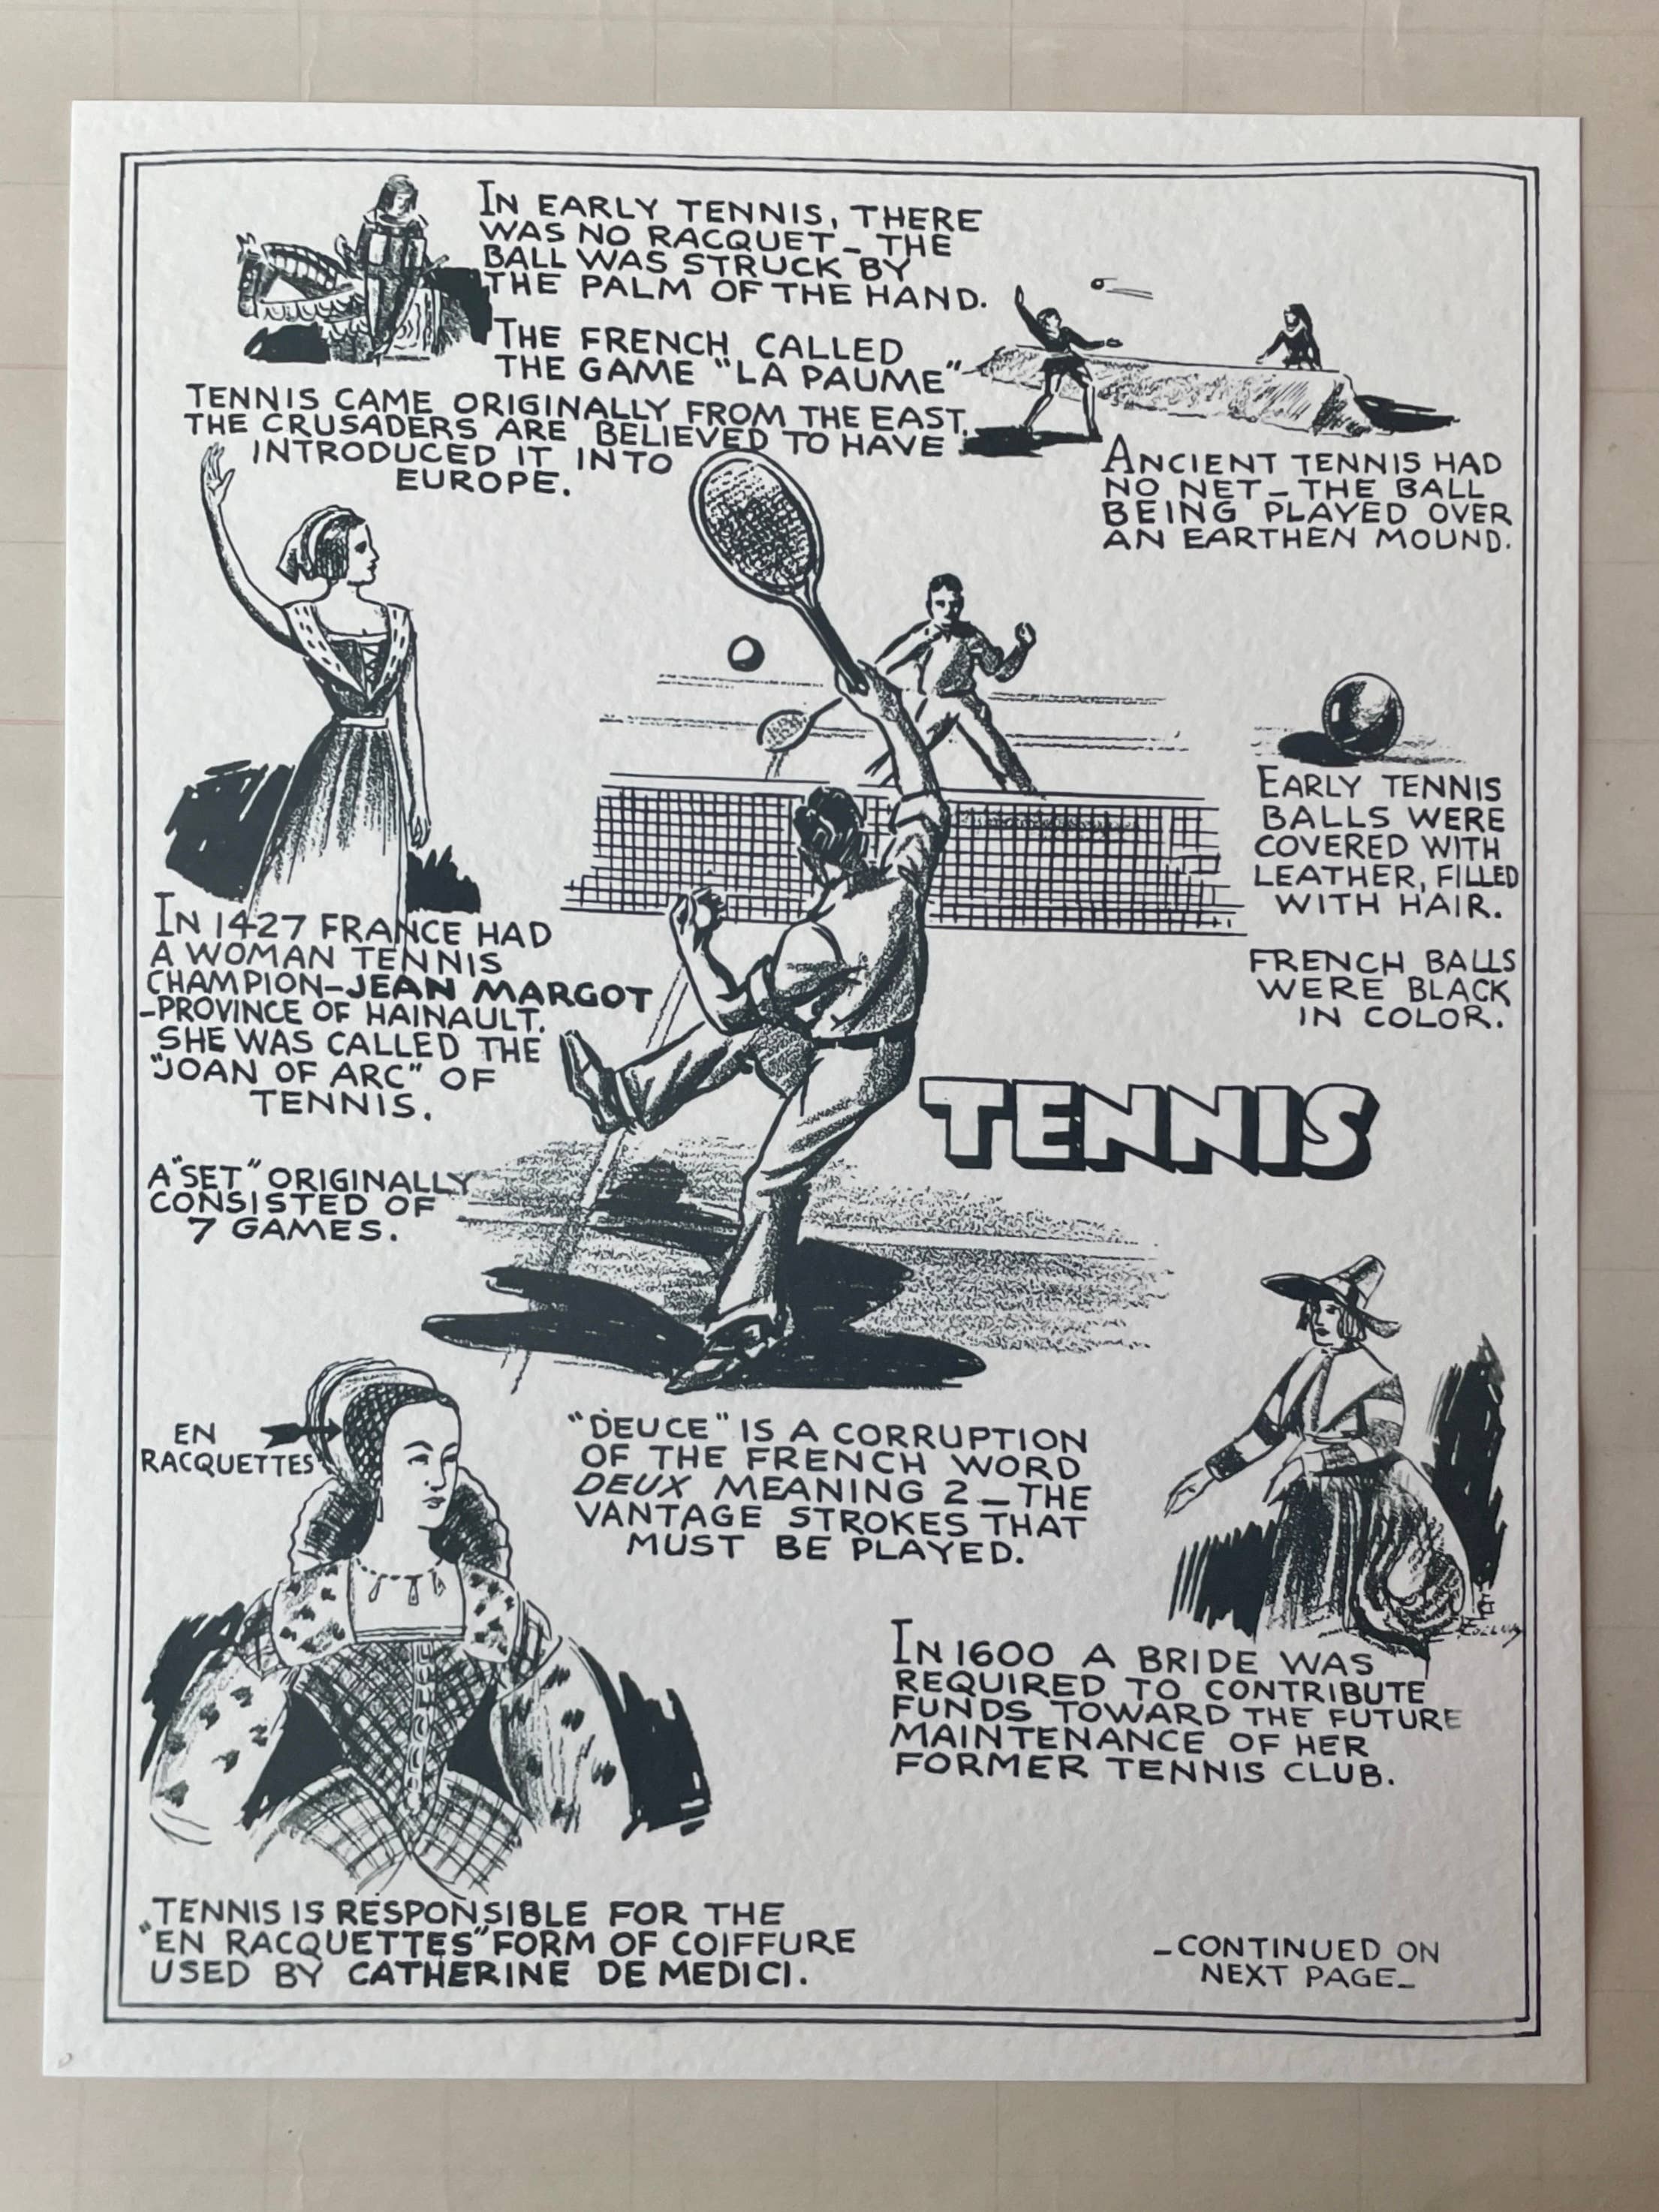 IN EARLY TENNIS, THERE
WAS NO RACQUET – THE
BALL WAS STRUCK BY
THE PALM OF THE HAND.
THE FRENCH CALLED
THE GAME "LA PAUME"
TENNIS CAME ORIGINALLY FROM THE EAST.
THE CRUSADERS ARE BELIEVED TO HAVE
INTRODUCED IT INTO
EUROPE.
ANCIENT TENNIS HAD
NO NET – THE BALL
BEING PLAYED OVER
AN EARTHEN MOUND.
EARLY TENNIS
BALLS WERE
COVERED WITH
LEATHER, FILLED
WITH HAIR.
FRENCH BALLS
WERE BLACK
IN COLOR.
IN 1427 FRANCE HAD
A WOMAN TENNIS
CHAMPION–JEAN MARGOT
–PROVINCE OF HAINAULT.
SHE WAS CALLED THE
"JOAN OF ARC" OF
TENNIS.
TENNIS
A "SET" ORIGINALLY
CONSISTED OF
7 GAMES.
EN
RACQUETTES
"DEUCE" IS A CORRUPTION
OF THE FRENCH WORD
DEUX MEANING 2 – THE
VANTAGE STROKES THAT
MUST BE PLAYED.
IN 1600 A BRIDE WAS
REQUIRED TO CONTRIBUTE
FUNDS TOWARD THE FUTURE
MAINTENANCE OF HER
FORMER TENNIS CLUB.
TENNIS IS RESPONSIBLE FOR THE
"EN RACQUETTES" FORM OF COIFFURE
USED BY CATHERINE DE MEDICI.
–CONTINUED ON
NEXT PAGE–